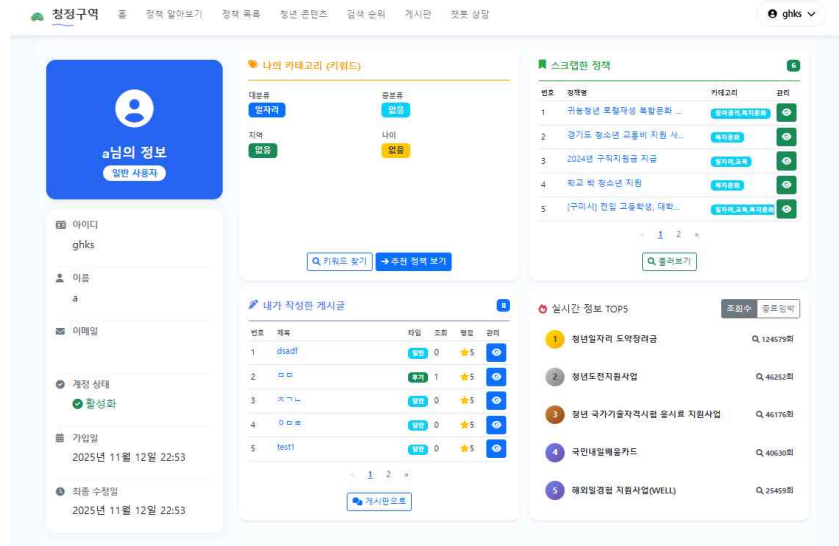 청정구역 홈 정책 알아보기 정책 목록 청년 콘텐츠 검색 순위 게시판 챗봇 상담 ghks
a님의 정보
일반 사용자
아이디
ghks
이름
a
이메일
계정 상태
활성화
가입일
2025년 11월 12일 22:53
최종 수정일
2025년 11월 12일 22:53
나의 카테고리 (키워드)
대분류 중분류
일자리 없음
지역 나이
없음 없음
키워드 찾기 추천 정책 보기
스크랩한 정책 6
번호 정책명 카테고리 관리
1 귀농청년 로컬재생 복합문화 ... 참여권리,복지문화
2 경기도 청소년 교통비 지원 사... 복지문화
3 2024년 구직지원금 지급 일자리,교육
4 학교 밖 청소년 지원 복지문화
5 [구미시] 전입 고등학생, 대학... 일자리,교육,복지문화
« 1 2 »
둘러보기
내가 작성한 게시글 8
번호 제목 타입 조회 평점 관리
1 dsadf 일반 0 5
2 ㅁㅁ 후기 1 5
3 ㅈㄱㄴ 일반 0 5
4 ㅇㅁㄹ 일반 0 5
5 test1 일반 0 5
« 1 2 »
게시판으로
실시간 정보 TOP5 조회수 종료임박
1 청년일자리 도약장려금 124579회
2 청년도전지원사업 46252회
3 청년 국가기술자격시험 응시료 지원사업 46176회
4 국민내일배움카드 40630회
5 해외일경험 지원사업(WELL) 25459회